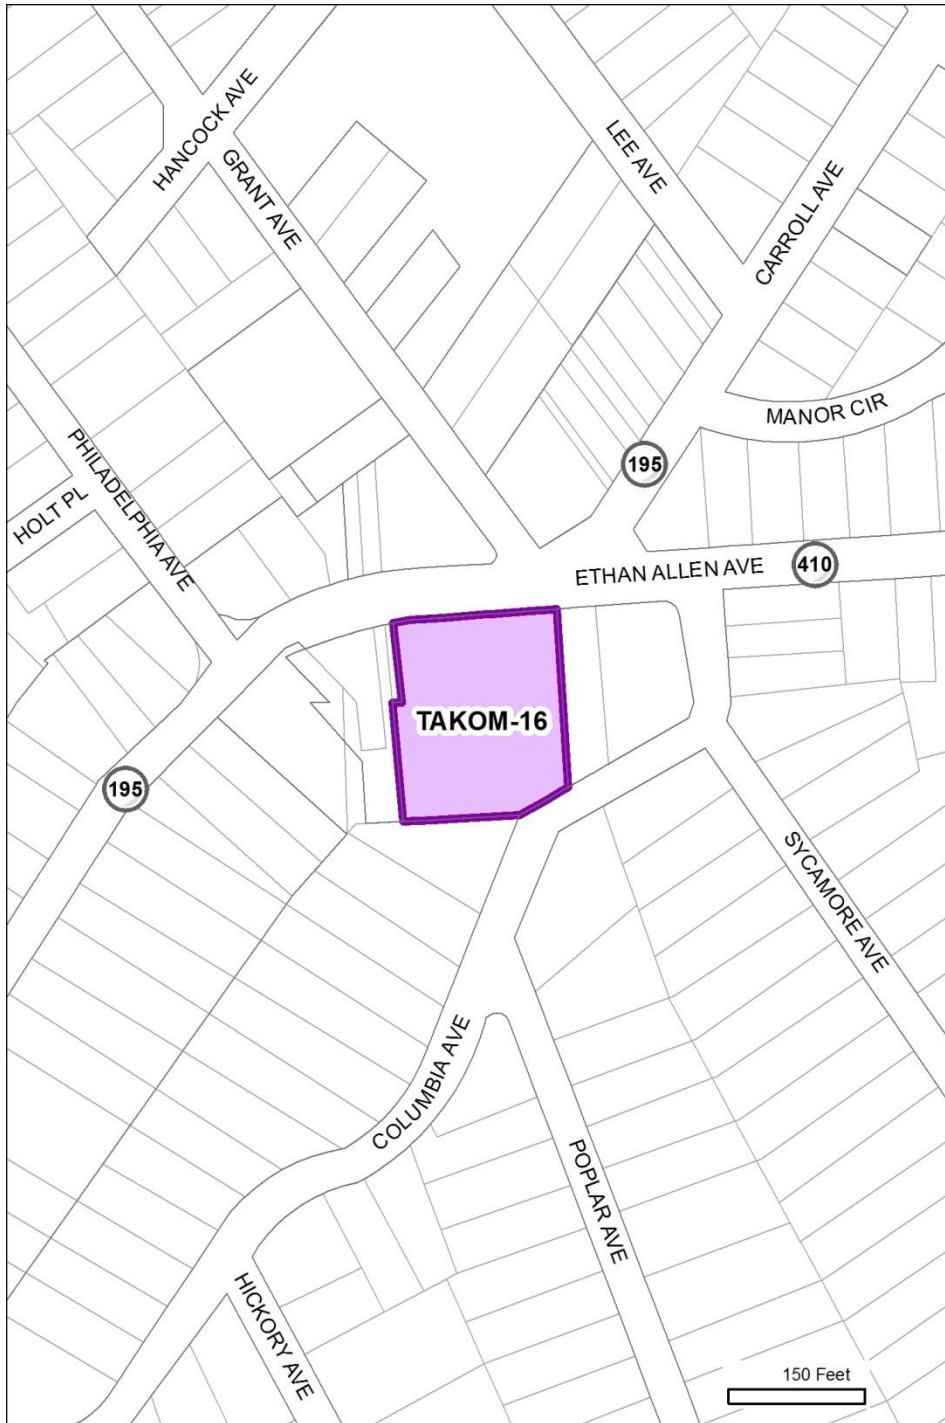 HANCOCK AVE
GRANT AVE
LEE AVE
CARROLL AVE
MANOR CIR
195
PHILADELPHIA AVE
HOLT PL
ETHAN ALLEN AVE
410
TAKOM-16
195
SYCAMORE AVE
COLUMBIA AVE
POPLAR AVE
HICKORY AVE
150 Feet